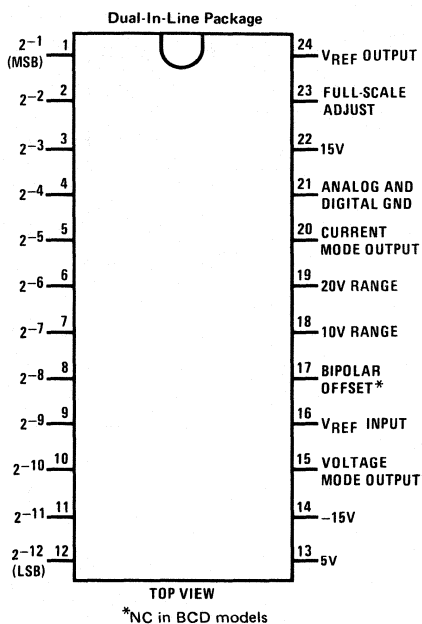 Dual-In-Line Package
2⁻¹ 1
(MSB)
2⁻² 2
2⁻³ 3
2⁻⁴ 4
2⁻⁵ 5
2⁻⁶ 6
2⁻⁷ 7
2⁻⁸ 8
2⁻⁹ 9
2⁻¹⁰ 10
2⁻¹¹ 11
2⁻¹² 12
(LSB)
24 VREF OUTPUT
23 FULL-SCALE
ADJUST
22 15V
21 ANALOG AND
DIGITAL GND
20 CURRENT
MODE OUTPUT
19 20V RANGE
18 10V RANGE
17 BIPOLAR
OFFSET*
16 VREF INPUT
15 VOLTAGE
MODE OUTPUT
14 –15V
13 5V
TOP VIEW
*NC in BCD models